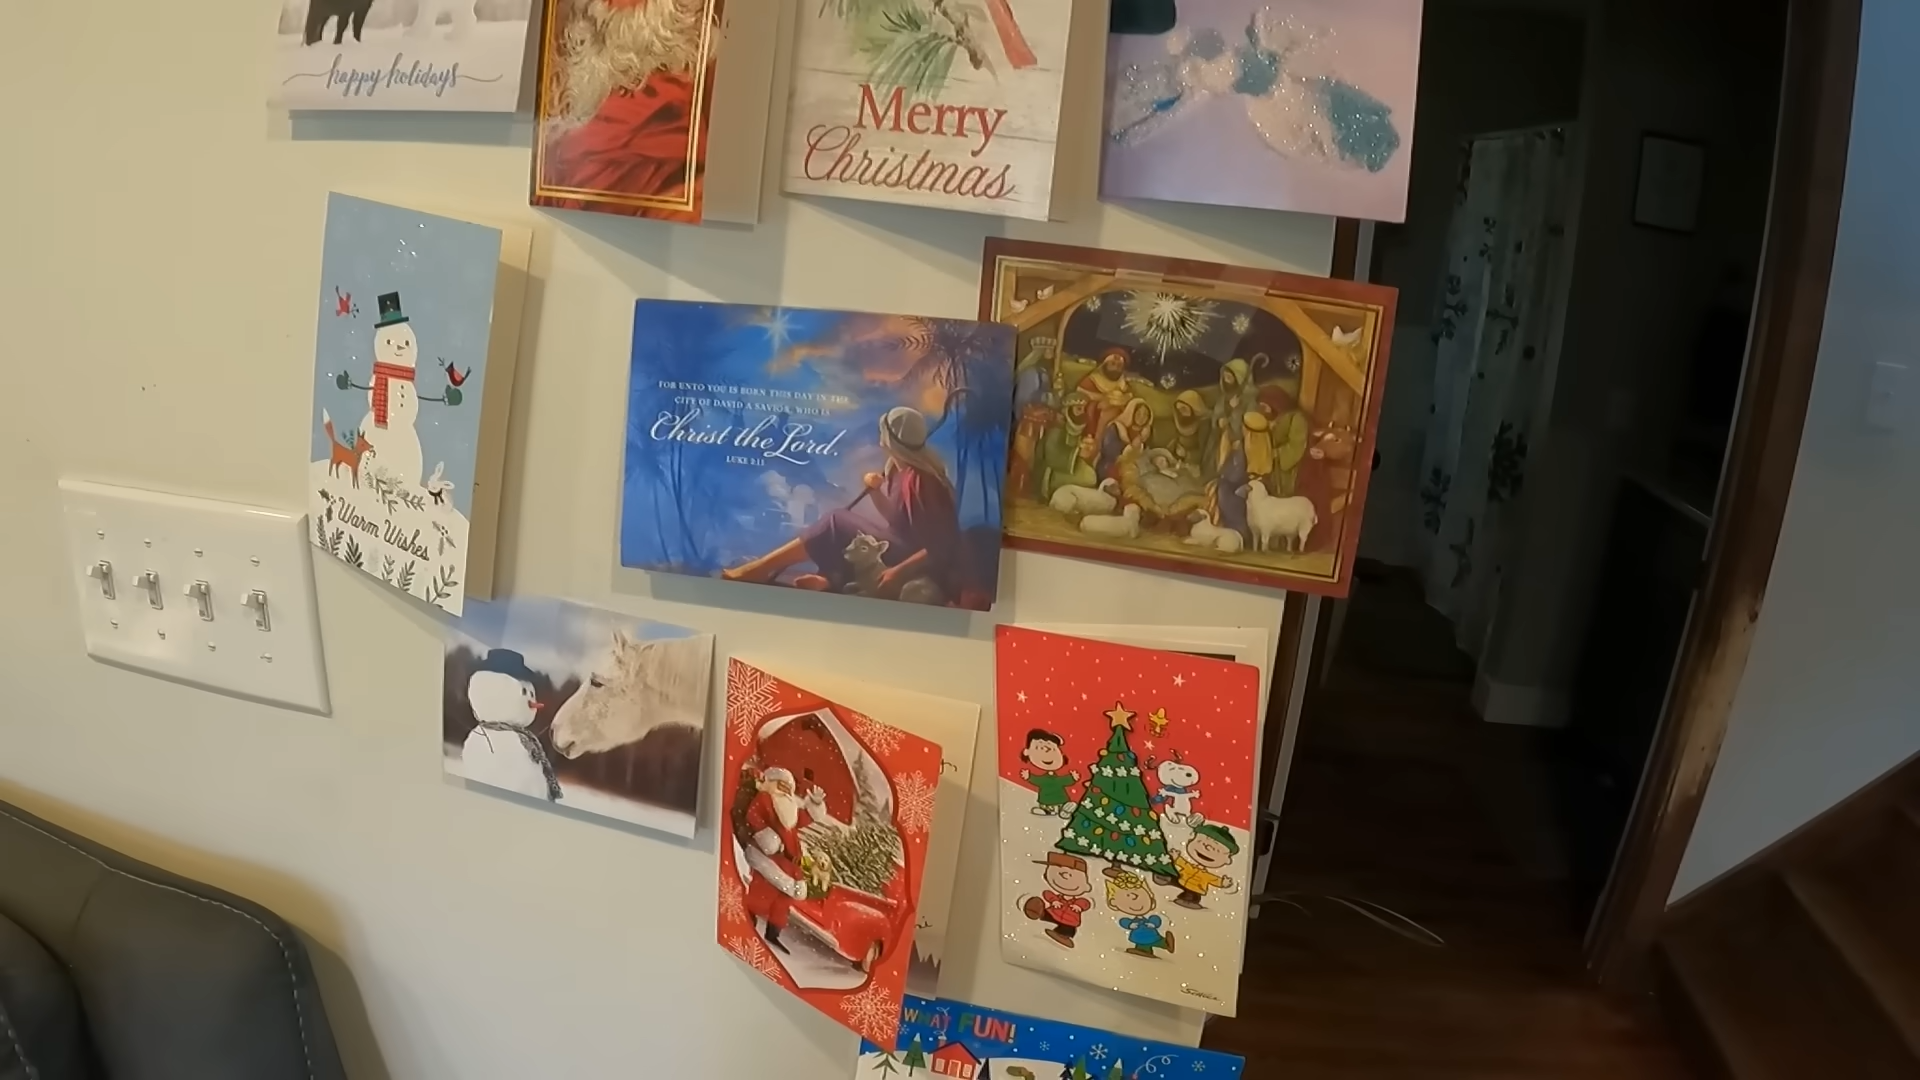 happy holidays
Merry
Christmas
FOR UNTO YOU IS BORN THIS DAY IN THE
CITY OF DAVID A SAVIOR, WHO IS
Christ the Lord.
LUKE 2:11
Warm Wishes
WHAT FUN!